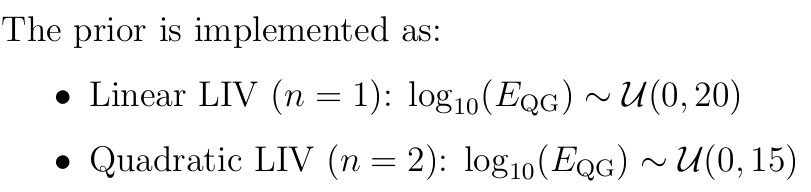 The prior is implemented as:
• Linear LIV (n = 1): log₁₀(E_QG) ∼ 𝒰(0, 20)
• Quadratic LIV (n = 2): log₁₀(E_QG) ∼ 𝒰(0, 15)